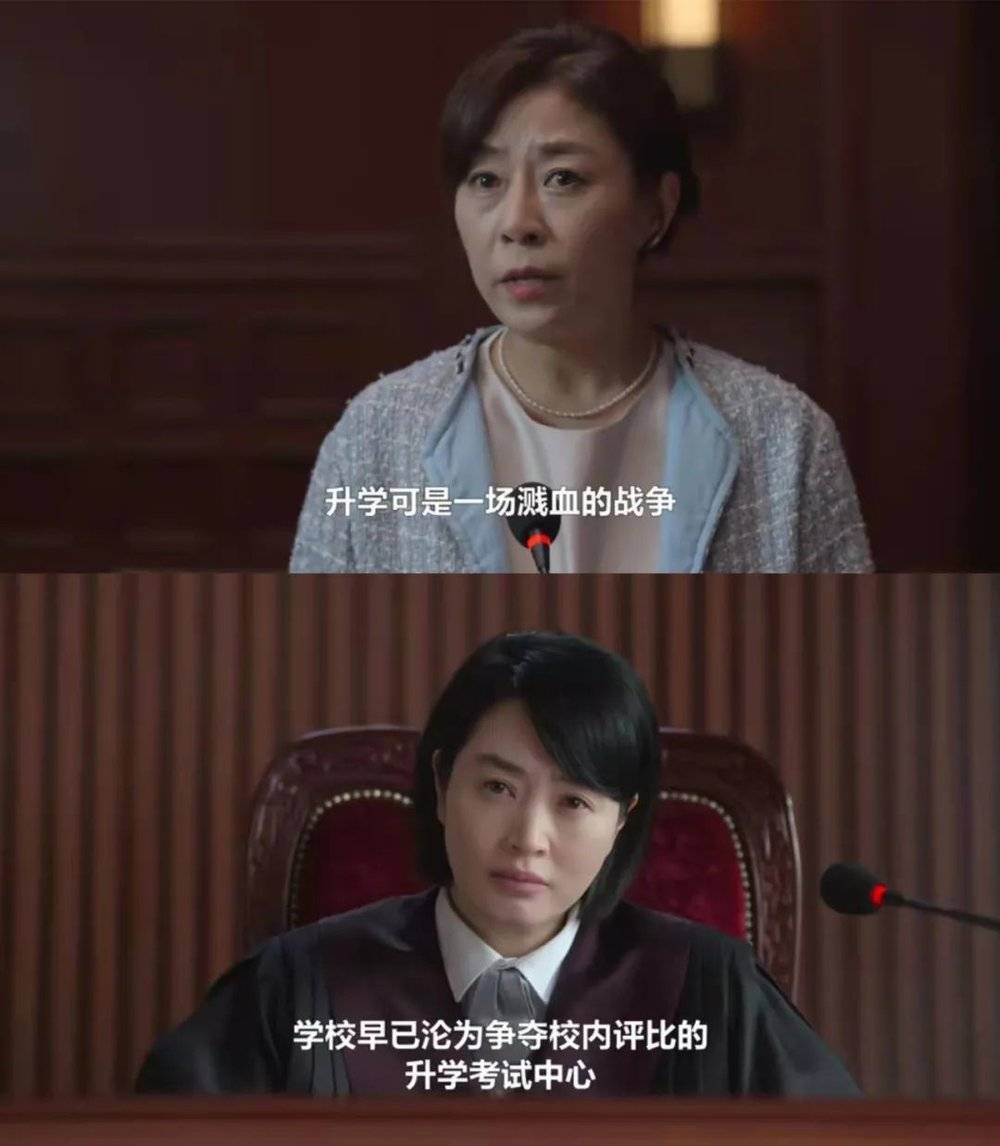 升学可是一场溅血的战争
学校早已沦为争夺校内评比的
升学考试中心